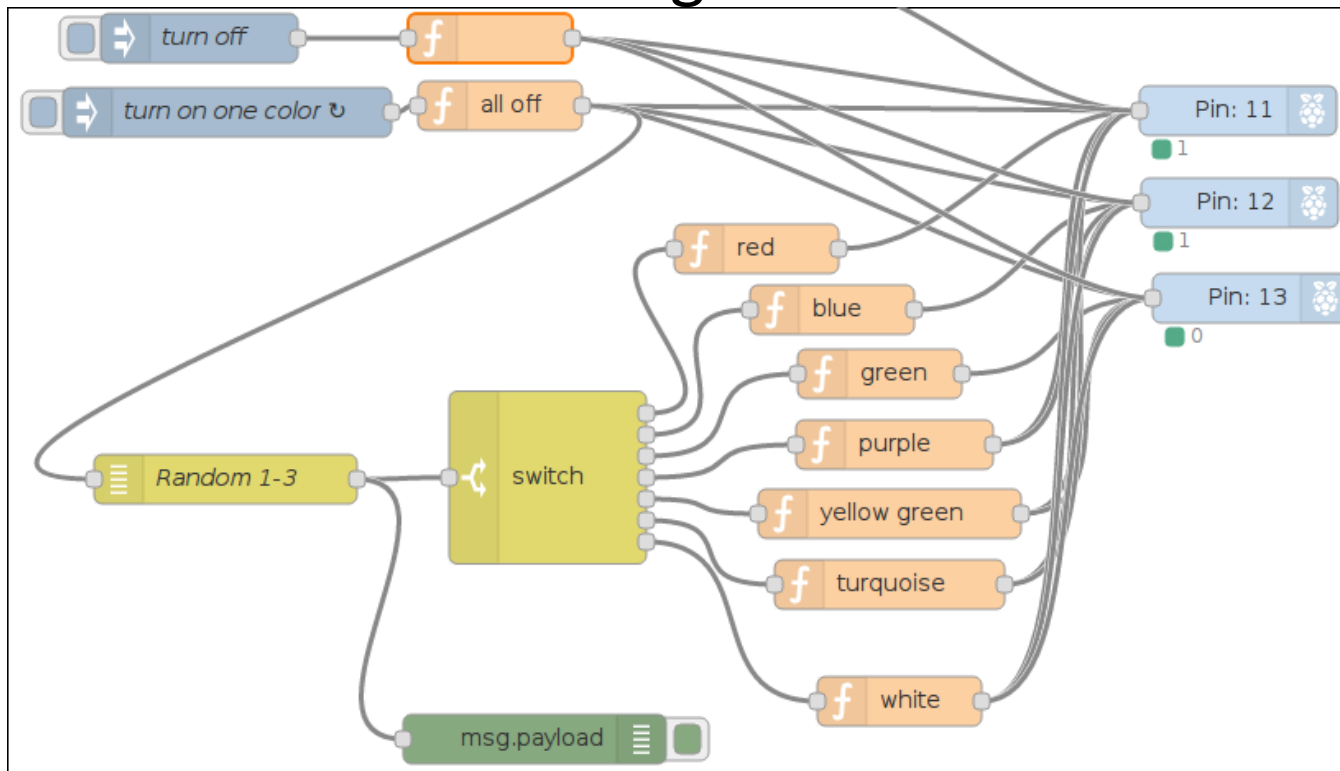 turn off
turn on one color ↻
all off
Pin: 11
1
Pin: 12
1
red
Pin: 13
0
blue
green
purple
Random 1-3
switch
yellow green
turquoise
white
msg.payload